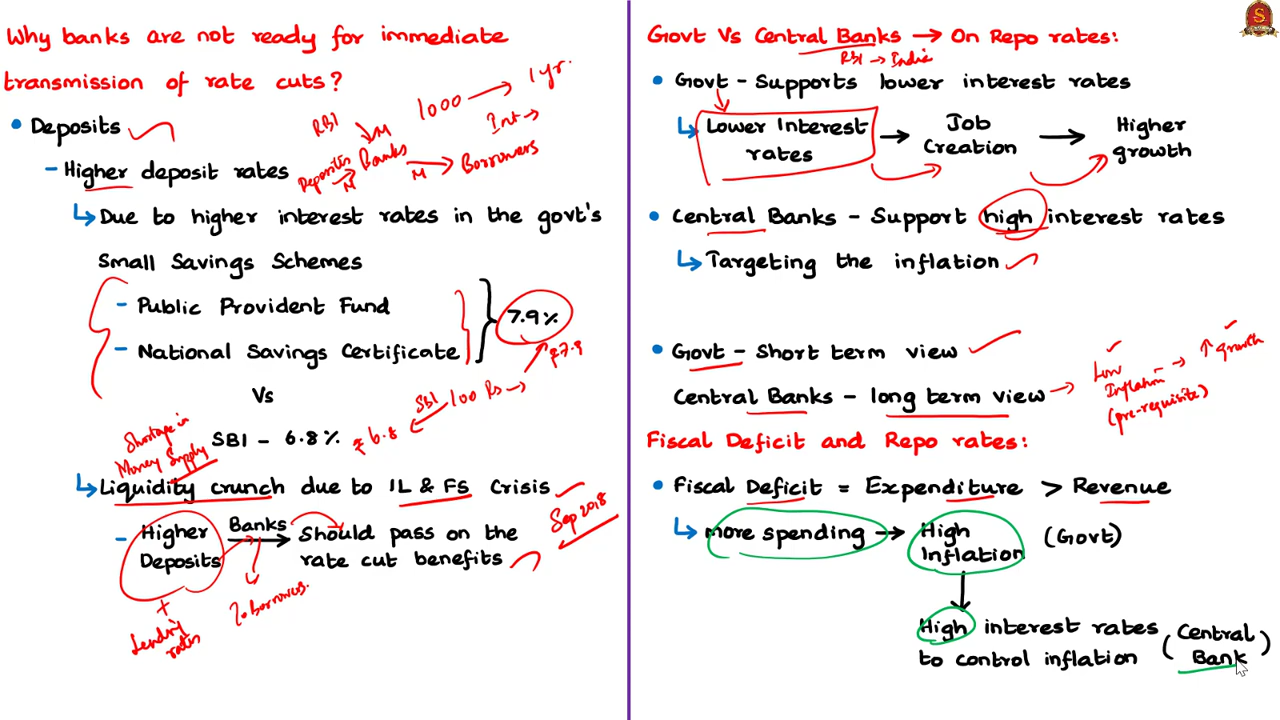 Why banks are not ready for immediate
transmission of rate cuts?
1000 → 1 yr.
• Deposits
RBI
M
Int →
Deposits → Banks → Borrowers
M M
- Higher deposit rates
↳ Due to higher interest rates in the govt's
Small Savings Schemes
- Public Provident Fund
- National Savings Certificate
7.9%
₹7.9
Vs
SBI 100 Rs →
SBI - 6.8%
₹6.8
Shortage in
Money Supply
↳ Liquidity crunch due to IL & FS Crisis
Sep 2018
- Higher Deposits
Banks →
Should pass on the
rate cut benefits
+
Lending
rates
borrowers.
Govt Vs Central Banks → On Repo rates:
RBI → India
• Govt - Supports lower interest rates
↳ Lower Interest rates → Job Creation → Higher growth
• Central Banks - Support high interest rates
↳ Targeting the inflation
• Govt - Short term view
Central Banks - long term view →
Low
Inflation → ↑ growth
(pre-requisite)
Fiscal Deficit and Repo rates:
• Fiscal Deficit = Expenditure > Revenue
↳ more spending → High Inflation (Govt)
High interest rates
to control inflation
(Central Bank)